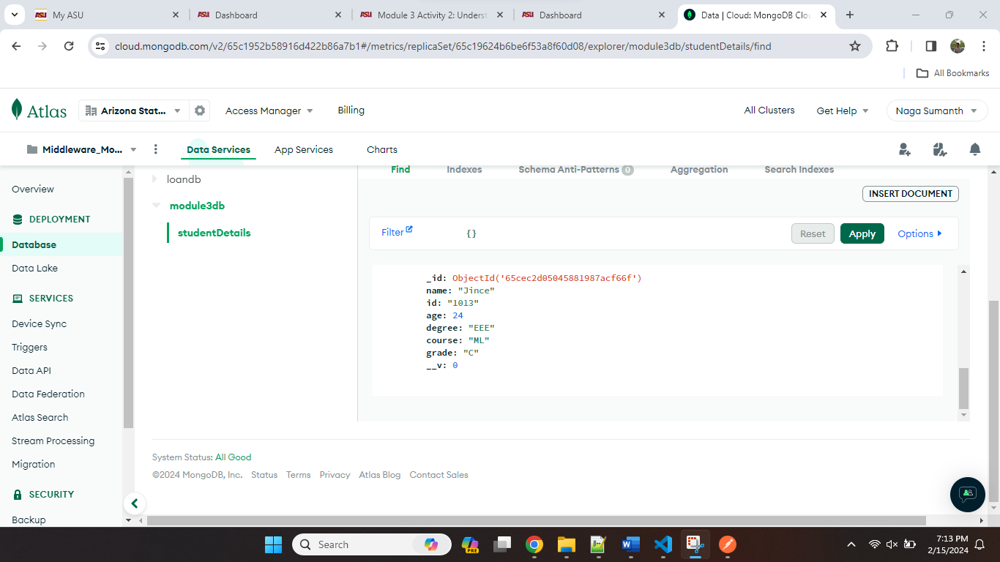 My ASU
Dashboard
Module 3 Activity 2: Underst
Dashboard
Data | Cloud: MongoDB Clou
cloud.mongodb.com/v2/65c1952b58916d422b86a7b1#/metrics/replicaSet/65c19624b6be6f53a8f60d08/explorer/module3db/studentDetails/find
All Bookmarks
Atlas
Arizona Stat...
Access Manager
Billing
All Clusters
Get Help
Naga Sumanth
Middleware_Mo...
Data Services
App Services
Charts
Overview
DEPLOYMENT
Database
Data Lake
SERVICES
Device Sync
Triggers
Data API
Data Federation
Atlas Search
Stream Processing
Migration
SECURITY
Backup
loandb
module3db
studentDetails
Find
Indexes
Schema Anti-Patterns 0
Aggregation
Search Indexes
INSERT DOCUMENT
Filter
{}
Reset
Apply
Options
_id: ObjectId('65cec2d05045881987acf66f')
name: "Jince"
id: "1013"
age: 24
degree: "EEE"
course: "ML"
grade: "C"
__v: 0
System Status: All Good
©2024 MongoDB, Inc. Status Terms Privacy Atlas Blog Contact Sales
Search
PRE
7:13 PM
2/15/2024